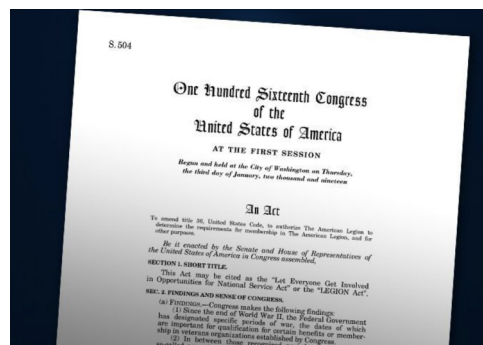 S. 504
One Hundred Sixteenth Congress
of the
United States of America
AT THE FIRST SESSION
Begun and held at the City of Washington on Thursday,
the third day of January, two thousand and nineteen
An Act
To amend title 36, United States Code, to authorize The American Legion to
determine the requirements for membership in The American Legion, and for
other purposes.
Be it enacted by the Senate and House of Representatives of
the United States of America in Congress assembled,
SECTION 1. SHORT TITLE.
This Act may be cited as the "Let Everyone Get Involved
in Opportunities for National Service Act" or the "LEGION Act".
SEC. 2. FINDINGS AND SENSE OF CONGRESS.
(a) FINDINGS.—Congress makes the following findings:
(1) Since the end of World War II, the Federal Government
has designated specific periods of war, the dates of which
are important for qualification for certain benefits or member-
ship in veterans organizations established by Congress.
(2) In between those recognized